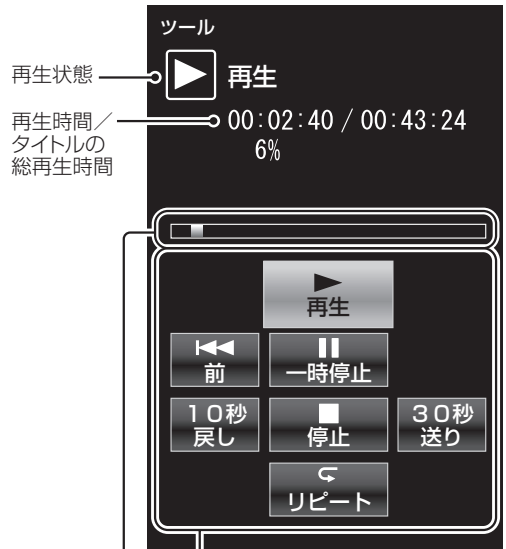 ツール
再生状態
再生
再生時間／
タイトルの
総再生時間
00:02:40 / 00:43:24
6%
再生
前
一時停止
１０秒
戻し
停止
３０秒
送り
リピート